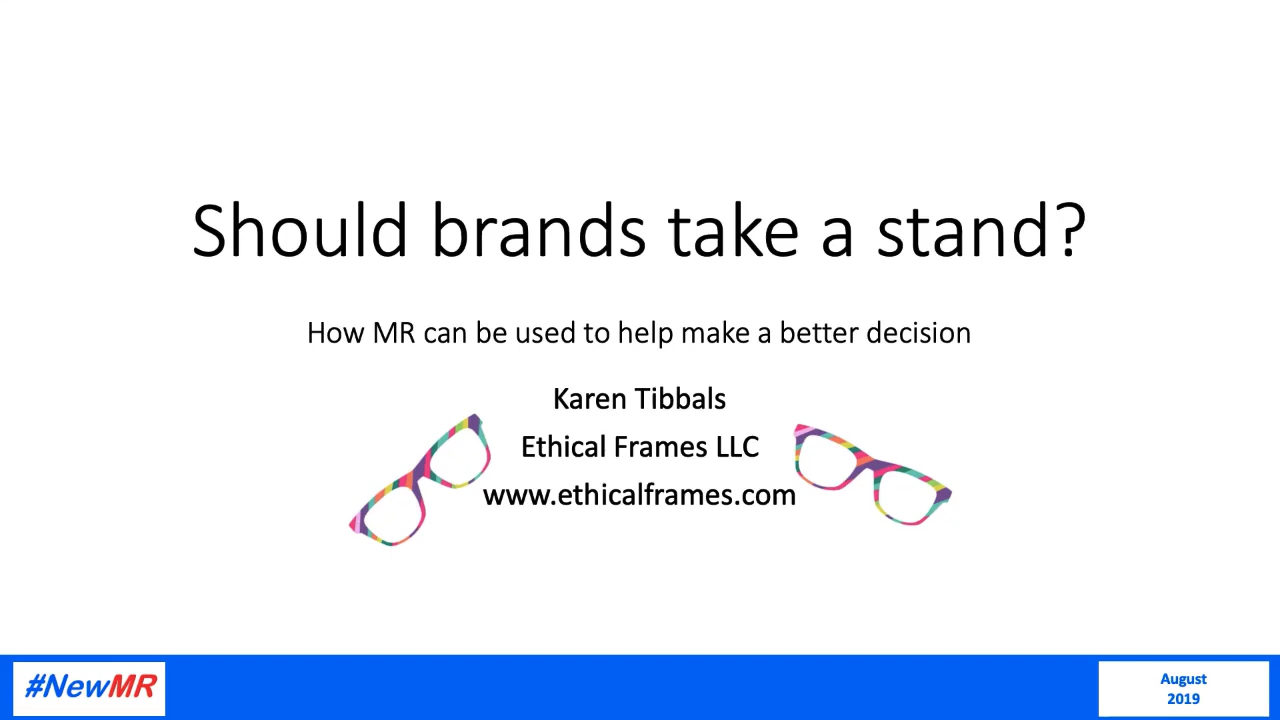 Should brands take a stand?
How MR can be used to help make a better decision
Karen Tibbals
Ethical Frames LLC
www.ethicalframes.com
#NewMR
August
2019